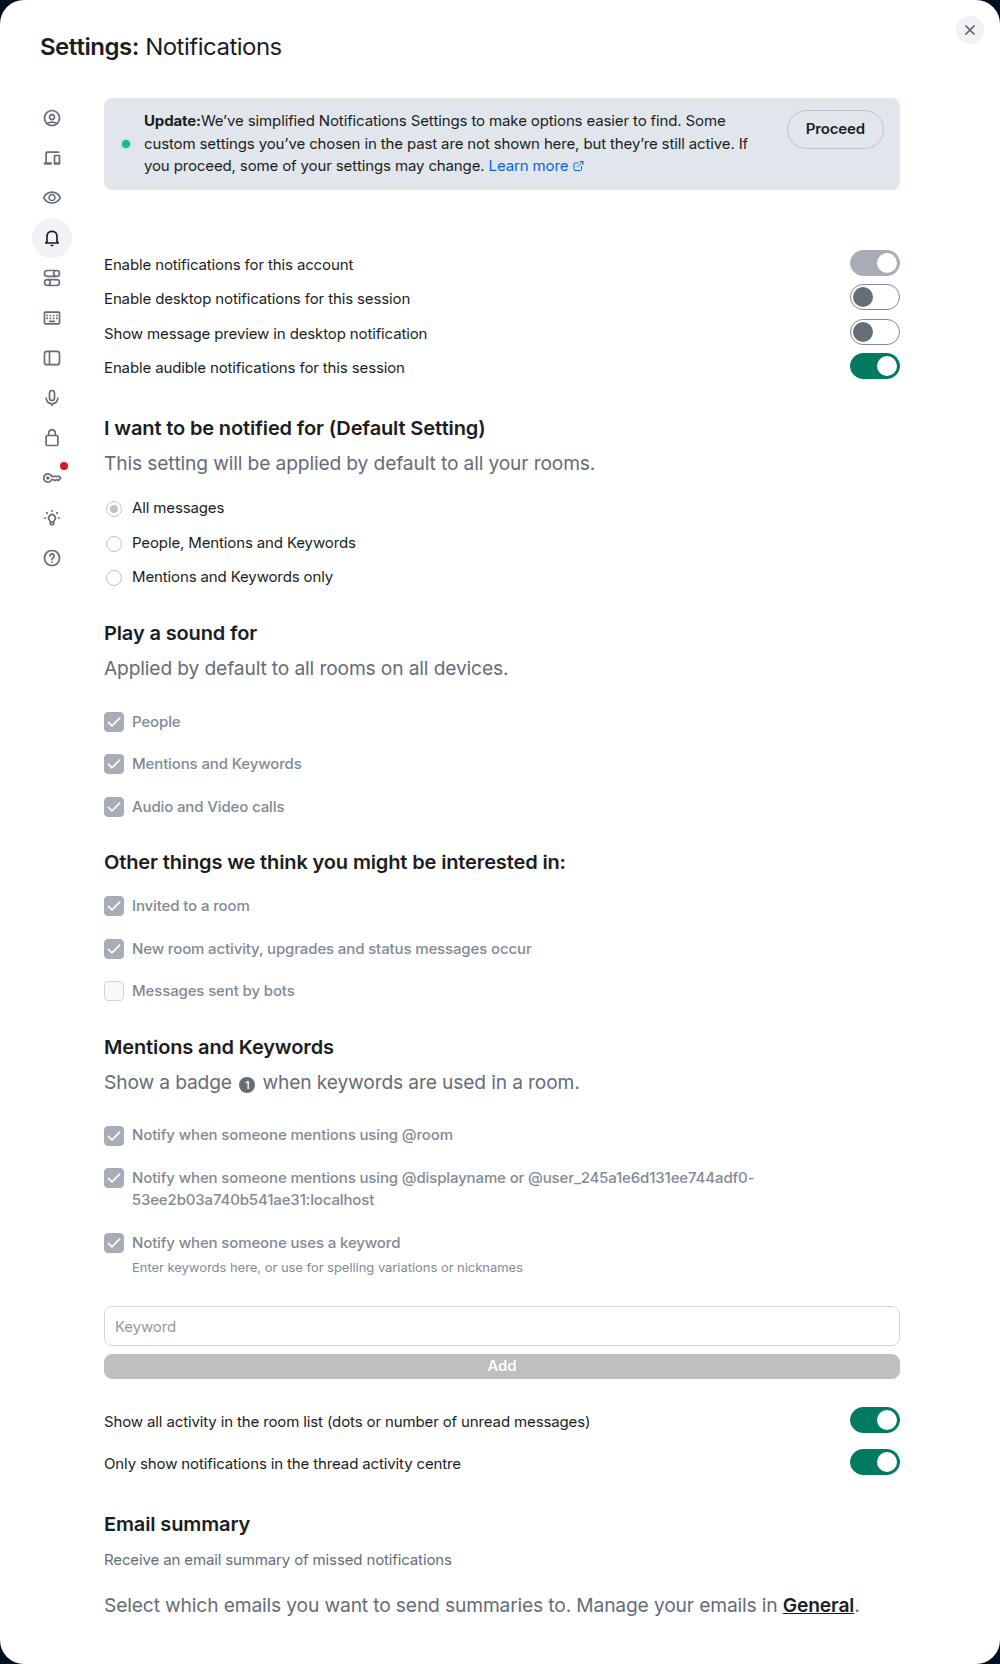 Settings: Notifications
Update:We’ve simplified Notifications Settings to make options easier to find. Some
custom settings you’ve chosen in the past are not shown here, but they’re still active. If
you proceed, some of your settings may change. Learn more
Proceed
Enable notifications for this account
Enable desktop notifications for this session
Show message preview in desktop notification
Enable audible notifications for this session
I want to be notified for (Default Setting)
This setting will be applied by default to all your rooms.
All messages
People, Mentions and Keywords
Mentions and Keywords only
Play a sound for
Applied by default to all rooms on all devices.
People
Mentions and Keywords
Audio and Video calls
Other things we think you might be interested in:
Invited to a room
New room activity, upgrades and status messages occur
Messages sent by bots
Mentions and Keywords
Show a badge 1 when keywords are used in a room.
Notify when someone mentions using @room
Notify when someone mentions using @displayname or @user_245a1e6d131ee744adf0-
53ee2b03a740b541ae31:localhost
Notify when someone uses a keyword
Enter keywords here, or use for spelling variations or nicknames
Keyword
Add
Show all activity in the room list (dots or number of unread messages)
Only show notifications in the thread activity centre
Email summary
Receive an email summary of missed notifications
Select which emails you want to send summaries to. Manage your emails in General.